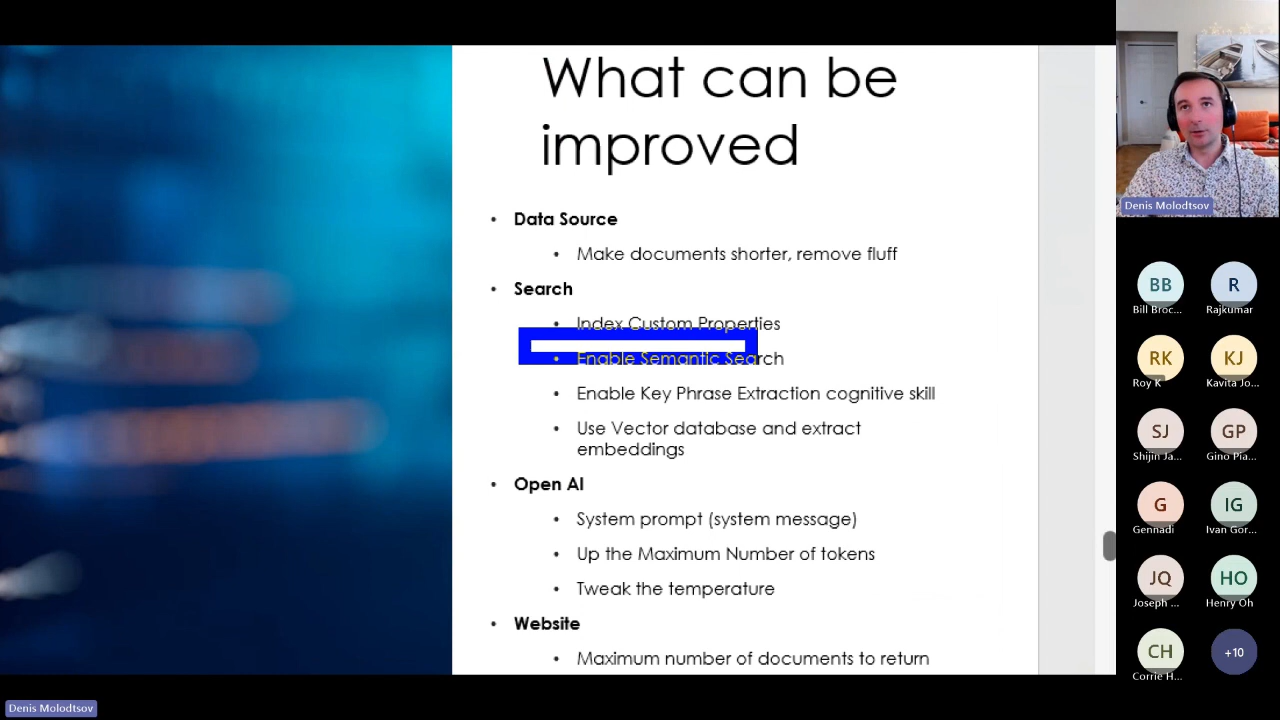 What can be
improved
Data Source
Make documents shorter, remove fluff
Search
Index Custom Properties
Enable Semantic Search
Enable Key Phrase Extraction cognitive skill
Use Vector database and extract
embeddings
Open AI
System prompt (system message)
Up the Maximum Number of tokens
Tweak the temperature
Website
Maximum number of documents to return
Denis Molodtsov
BB
R
Bill Broc...
Rajkumar
RK
KJ
Roy K
Kavita Jo...
SJ
GP
Shijin Ja...
Gino Pia...
G
IG
Gennadi
Ivan Gor...
JQ
HO
Joseph ...
Henry Oh
CH
+10
Corrie H...
Denis Molodtsov